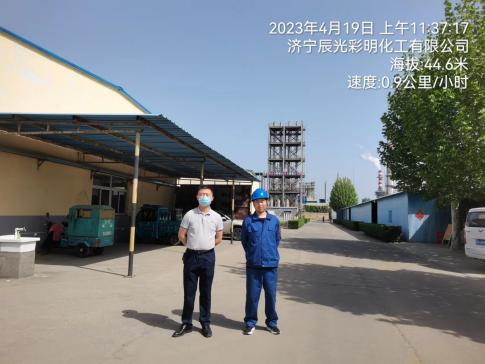 2023年4月19日 上午11:37:17
济宁辰光彩明化工有限公司
海拔:44.6米
速度:0.9公里/小时